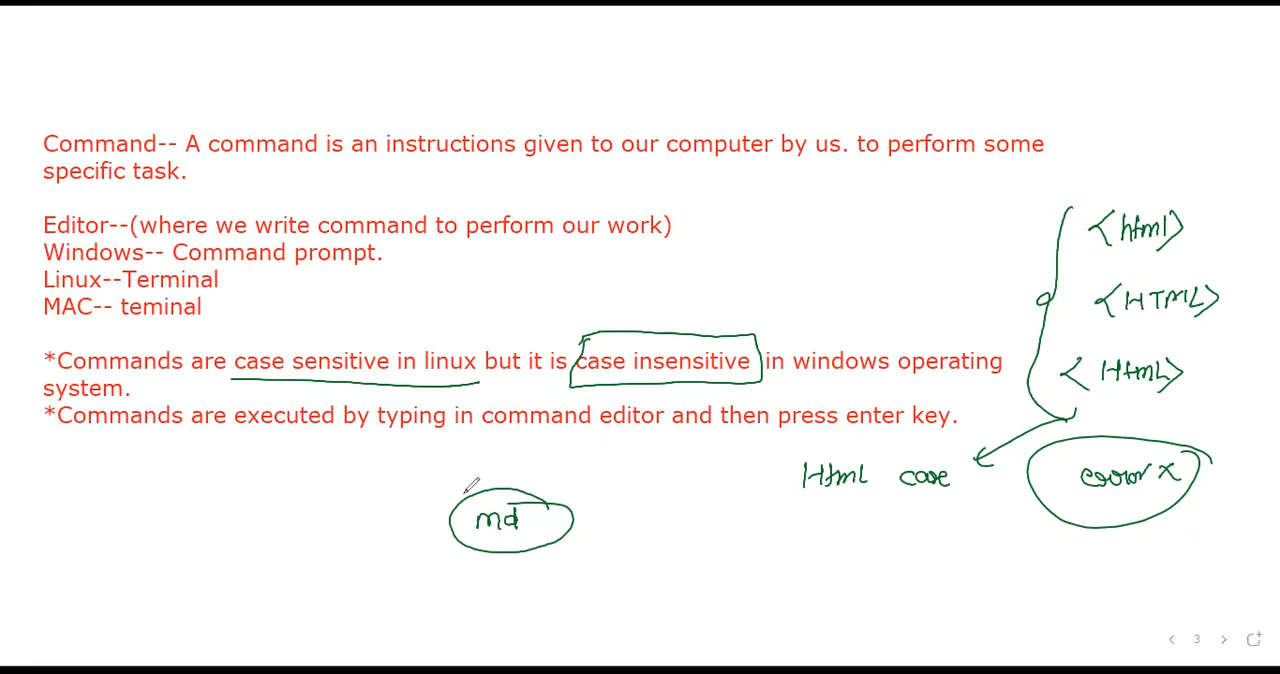 Command-- A command is an instructions given to our computer by us. to perform some
specific task.
Editor--(where we write command to perform our work)
Windows-- Command prompt.
Linux--Terminal
MAC-- teminal
*Commands are case sensitive in linux but it is case insensitive in windows operating
system.
*Commands are executed by typing in command editor and then press enter key.
<html>
<HTML>
<HtmL>
HtmL case
error x
md
3